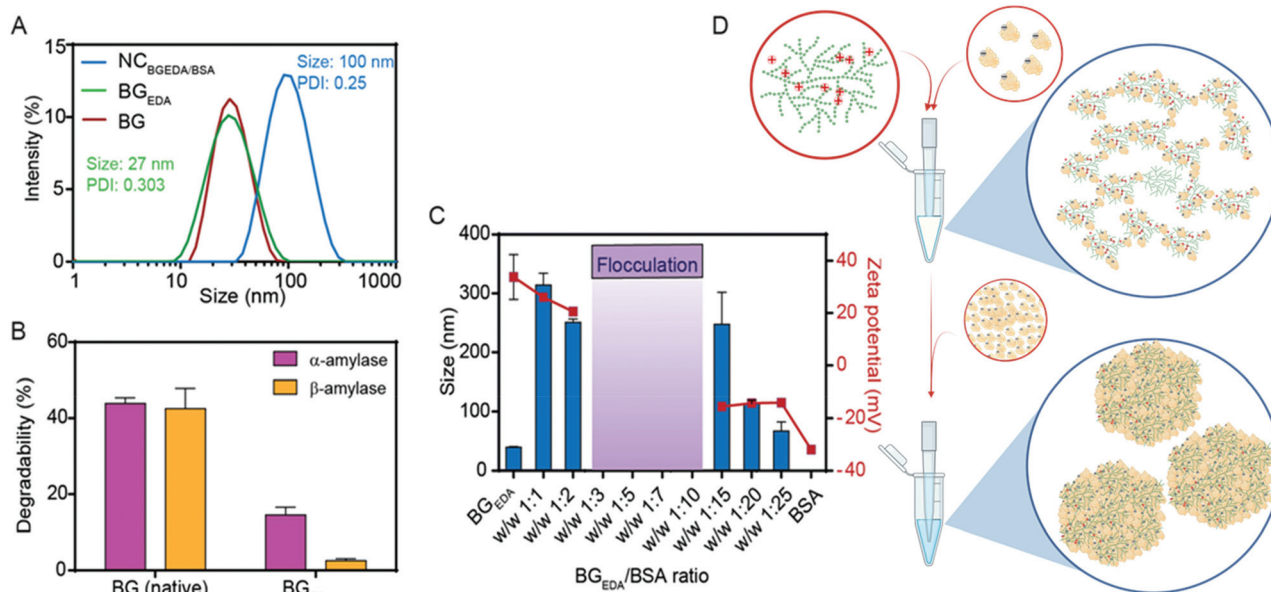 A
15
10
5
0
Intensity (%)
NC BGEDA/BSA
BG EDA
BG
Size: 100 nm
PDI: 0.25
Size: 27 nm
PDI: 0.303
1
10
100
1000
Size (nm)
B
60
40
20
0
Degradability (%)
α-amylase
β-amylase
BG (native)
BG
C
400
300
200
100
0
Size (nm)
Flocculation
40
20
0
-20
-40
Zeta potential (mV)
BG EDA
w/w 1:1
w/w 1:2
w/w 1:3
w/w 1:5
w/w 1:7
w/w 1:10
w/w 1:15
w/w 1:20
w/w 1:25
BSA
BG EDA/BSA ratio
D